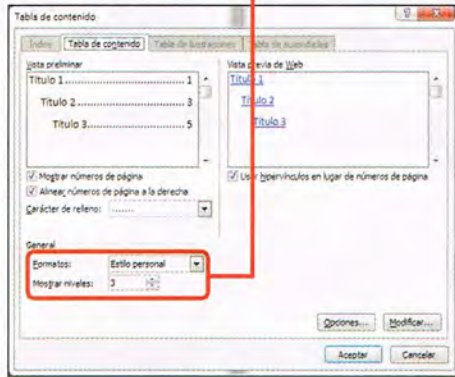 Tabla de contenido
Índice Tabla de contenido Tabla de ilustraciones Tabla de autoridades
Vista preliminar
Título 1.............................. 1
Título 2......................... 3
Título 3..................... 5
Vista previa de Web
Título 1
Título 2
Título 3
Mostrar números de página
Alinear números de página a la derecha
Carácter de relleno: .......
Usar hipervínculos en lugar de números de página
General
Formatos: Estilo personal
Mostrar niveles: 3
Opciones... Modificar...
Aceptar Cancelar